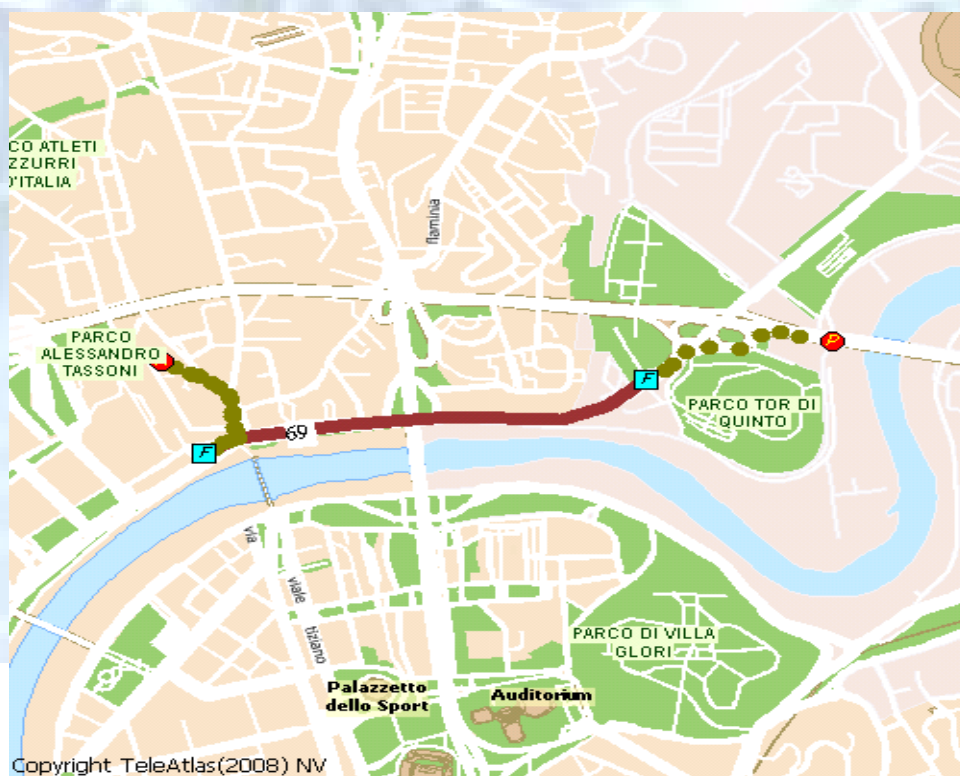 CO ATLETI
ZZURRI
D'ITALIA
flaminia
PARCO
ALESSANDRO
TASSONI
P
F
PARCO TOR DI
QUINTO
69
F
via
viale
tiziano
PARCO DI VILLA
GLORI
Palazzetto
dello Sport
Auditorium
Copyright TeleAtlas(2008) NV